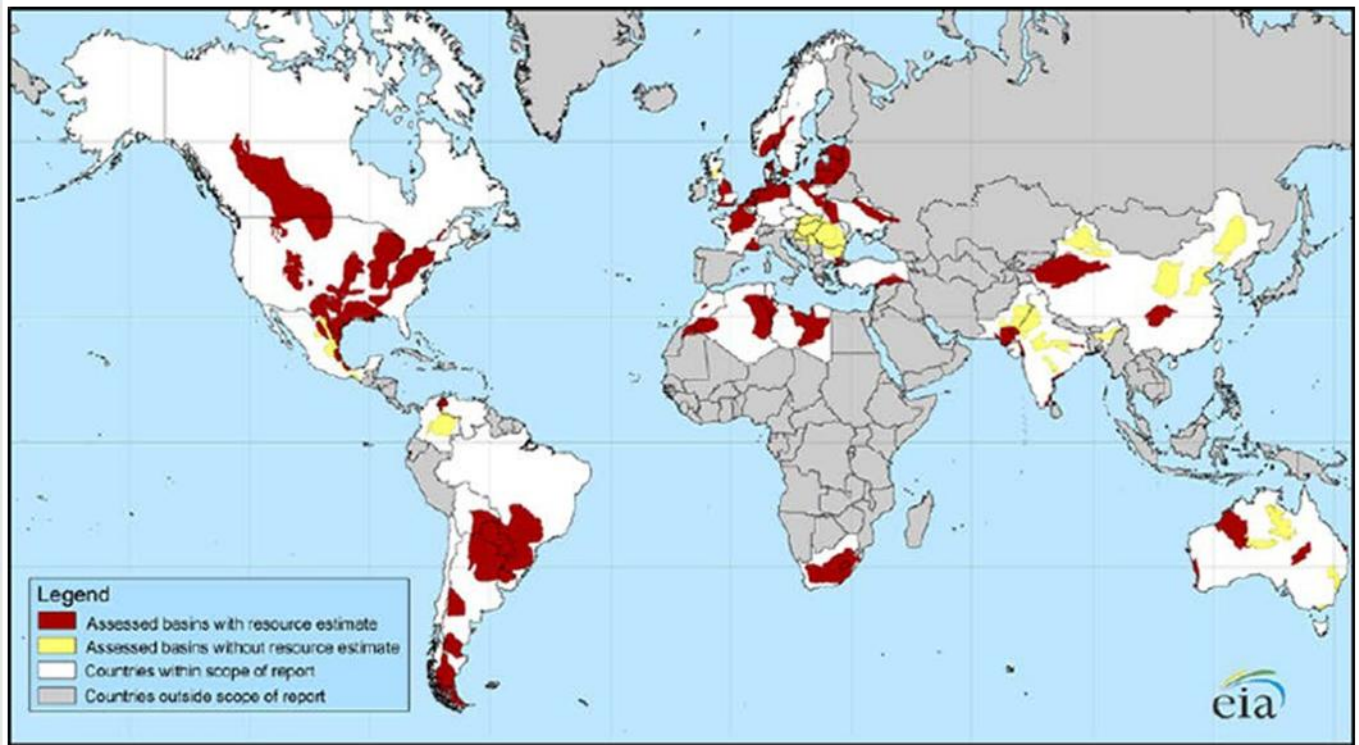 Legend
Assessed basins with resource estimate
Assessed basins without resource estimate
Countries within scope of report
Countries outside scope of report
eia